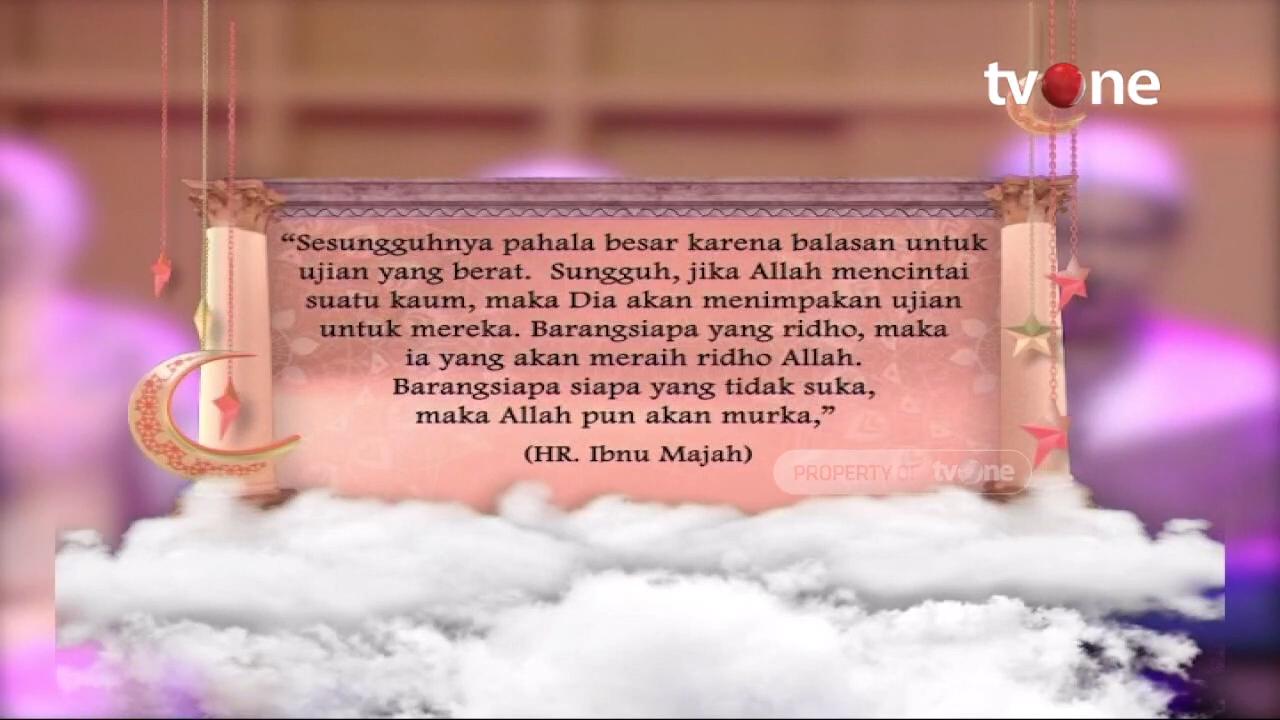 tvone
“Sesungguhnya pahala besar karena balasan untuk
ujian yang berat. Sungguh, jika Allah mencintai
suatu kaum, maka Dia akan menimpakan ujian
untuk mereka. Barangsiapa yang ridho, maka
ia yang akan meraih ridho Allah.
Barangsiapa siapa yang tidak suka,
maka Allah pun akan murka,”
(HR. Ibnu Majah)
PROPERTY OF tvone